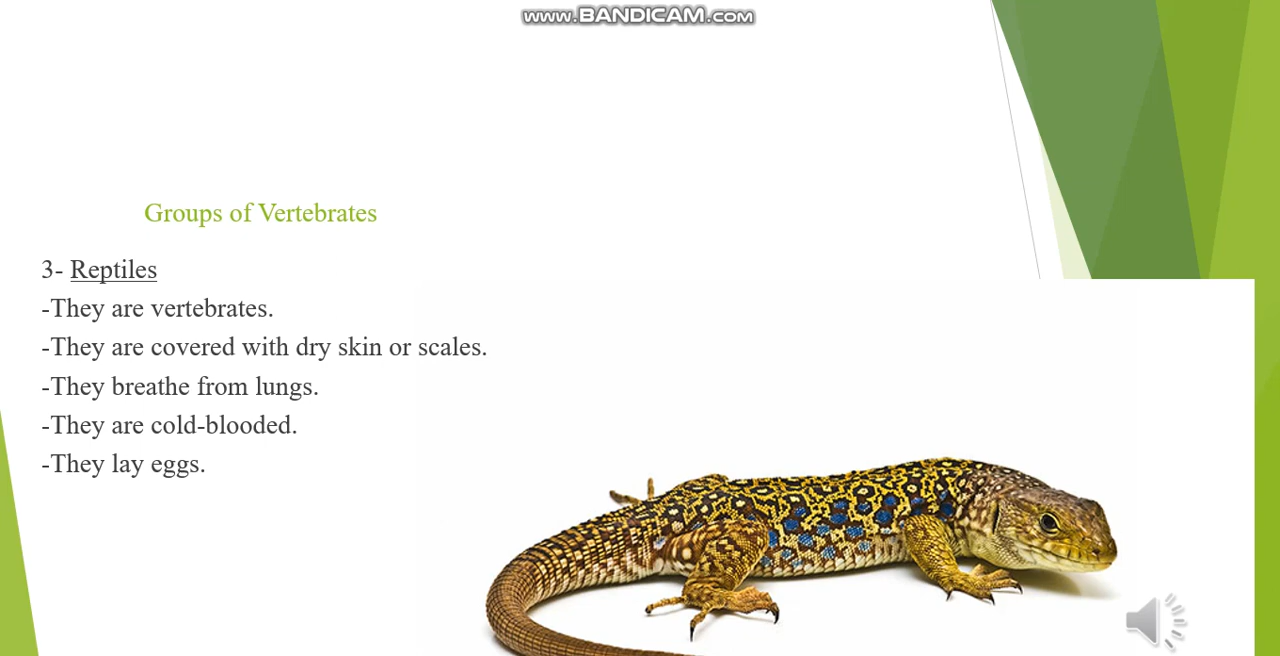 www.BANDICAM.com
Groups of Vertebrates
3- Reptiles
-They are vertebrates.
-They are covered with dry skin or scales.
-They breathe from lungs.
-They are cold-blooded.
-They lay eggs.